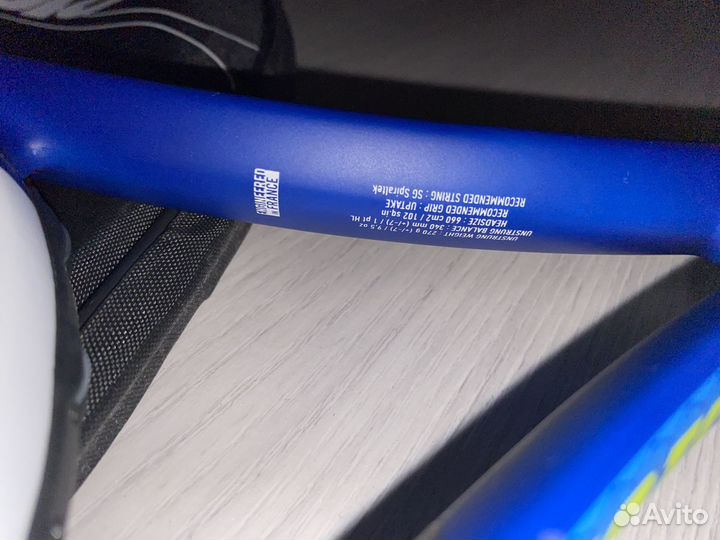 UNSTRUNG WEIGHT : 270 g (+/-7) / 9.5 oz
UNSTRUNG BALANCE : 340 mm (+/-7) / 1 pt HL
HEADSIZE : 660 cm2 / 102 sq.in
RECOMMENDED GRIP : UPTAKE
RECOMMENDED STRING : SG Spiraltek
ENGINEERED
IN FRANCE
Avito